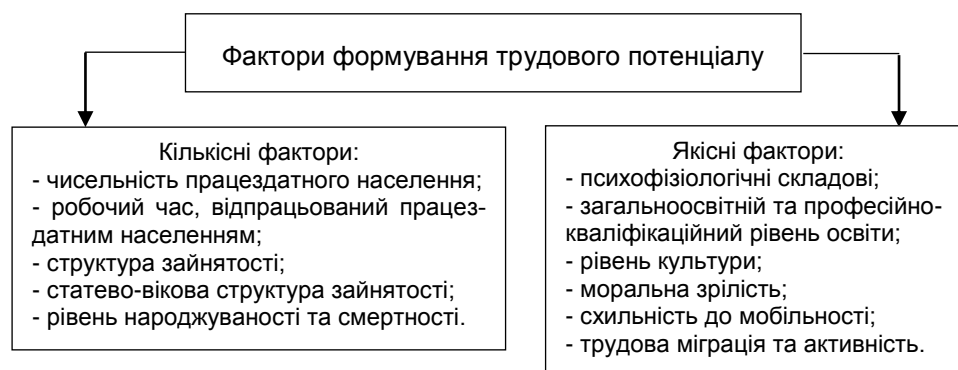 Фактори формування трудового потенціалу
Кількісні фактори:
- чисельність працездатного населення;
- робочий час, відпрацьований працез-
датним населенням;
- структура зайнятості;
- статево-вікова структура зайнятості;
- рівень народжуваності та смертності.
Якісні фактори:
- психофізіологічні складові;
- загальноосвітній та професійно-
кваліфікаційний рівень освіти;
- рівень культури;
- моральна зрілість;
- схильність до мобільності;
- трудова міграція та активність.